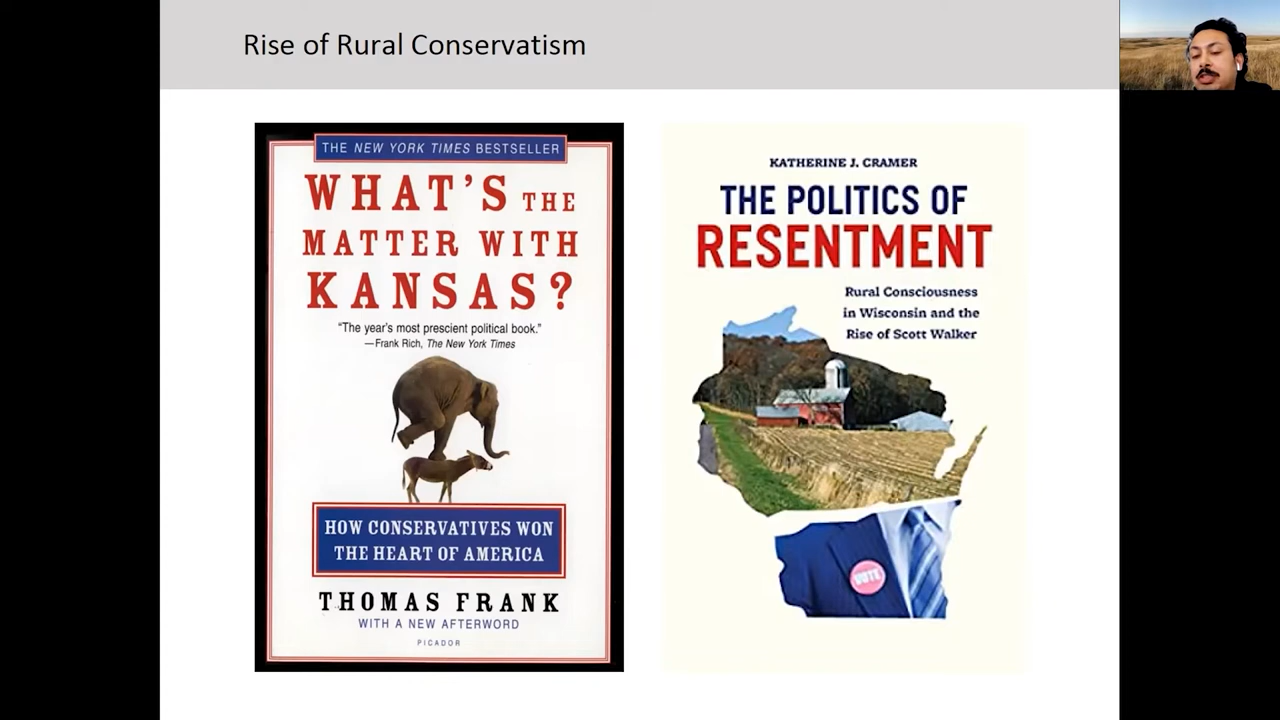 Rise of Rural Conservatism
THE NEW YORK TIMES BESTSELLER
WHAT'S THE
MATTER WITH
KANSAS?
"The year's most prescient political book."
—Frank Rich, The New York Times
HOW CONSERVATIVES WON
THE HEART OF AMERICA
THOMAS FRANK
WITH A NEW AFTERWORD
PICADOR
KATHERINE J. CRAMER
THE POLITICS OF
RESENTMENT
Rural Consciousness
in Wisconsin and the
Rise of Scott Walker
VOTE